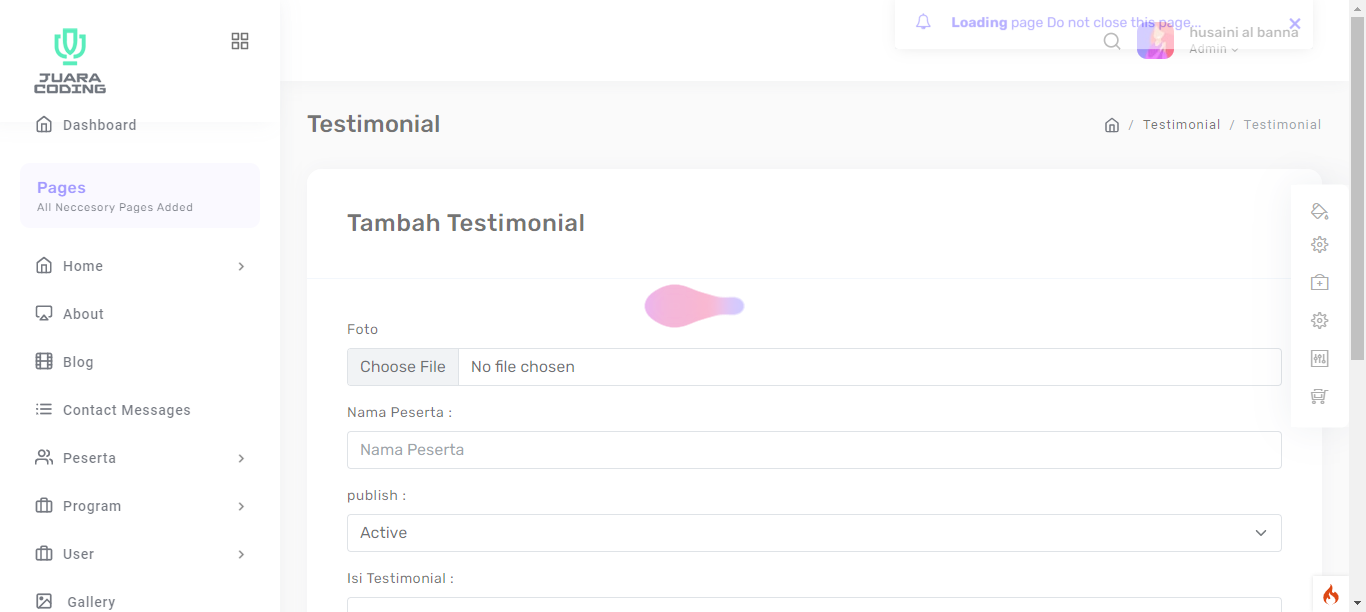 Loading page Do not close this page...
husaini al banna
Admin
JUARA
CODING
Dashboard
Pages
All Neccesory Pages Added
Home
About
Blog
Contact Messages
Peserta
Program
User
Gallery
Testimonial
/ Testimonial / Testimonial
Tambah Testimonial
Foto
Choose File No file chosen
Nama Peserta :
Nama Peserta
publish :
Active
Isi Testimonial :